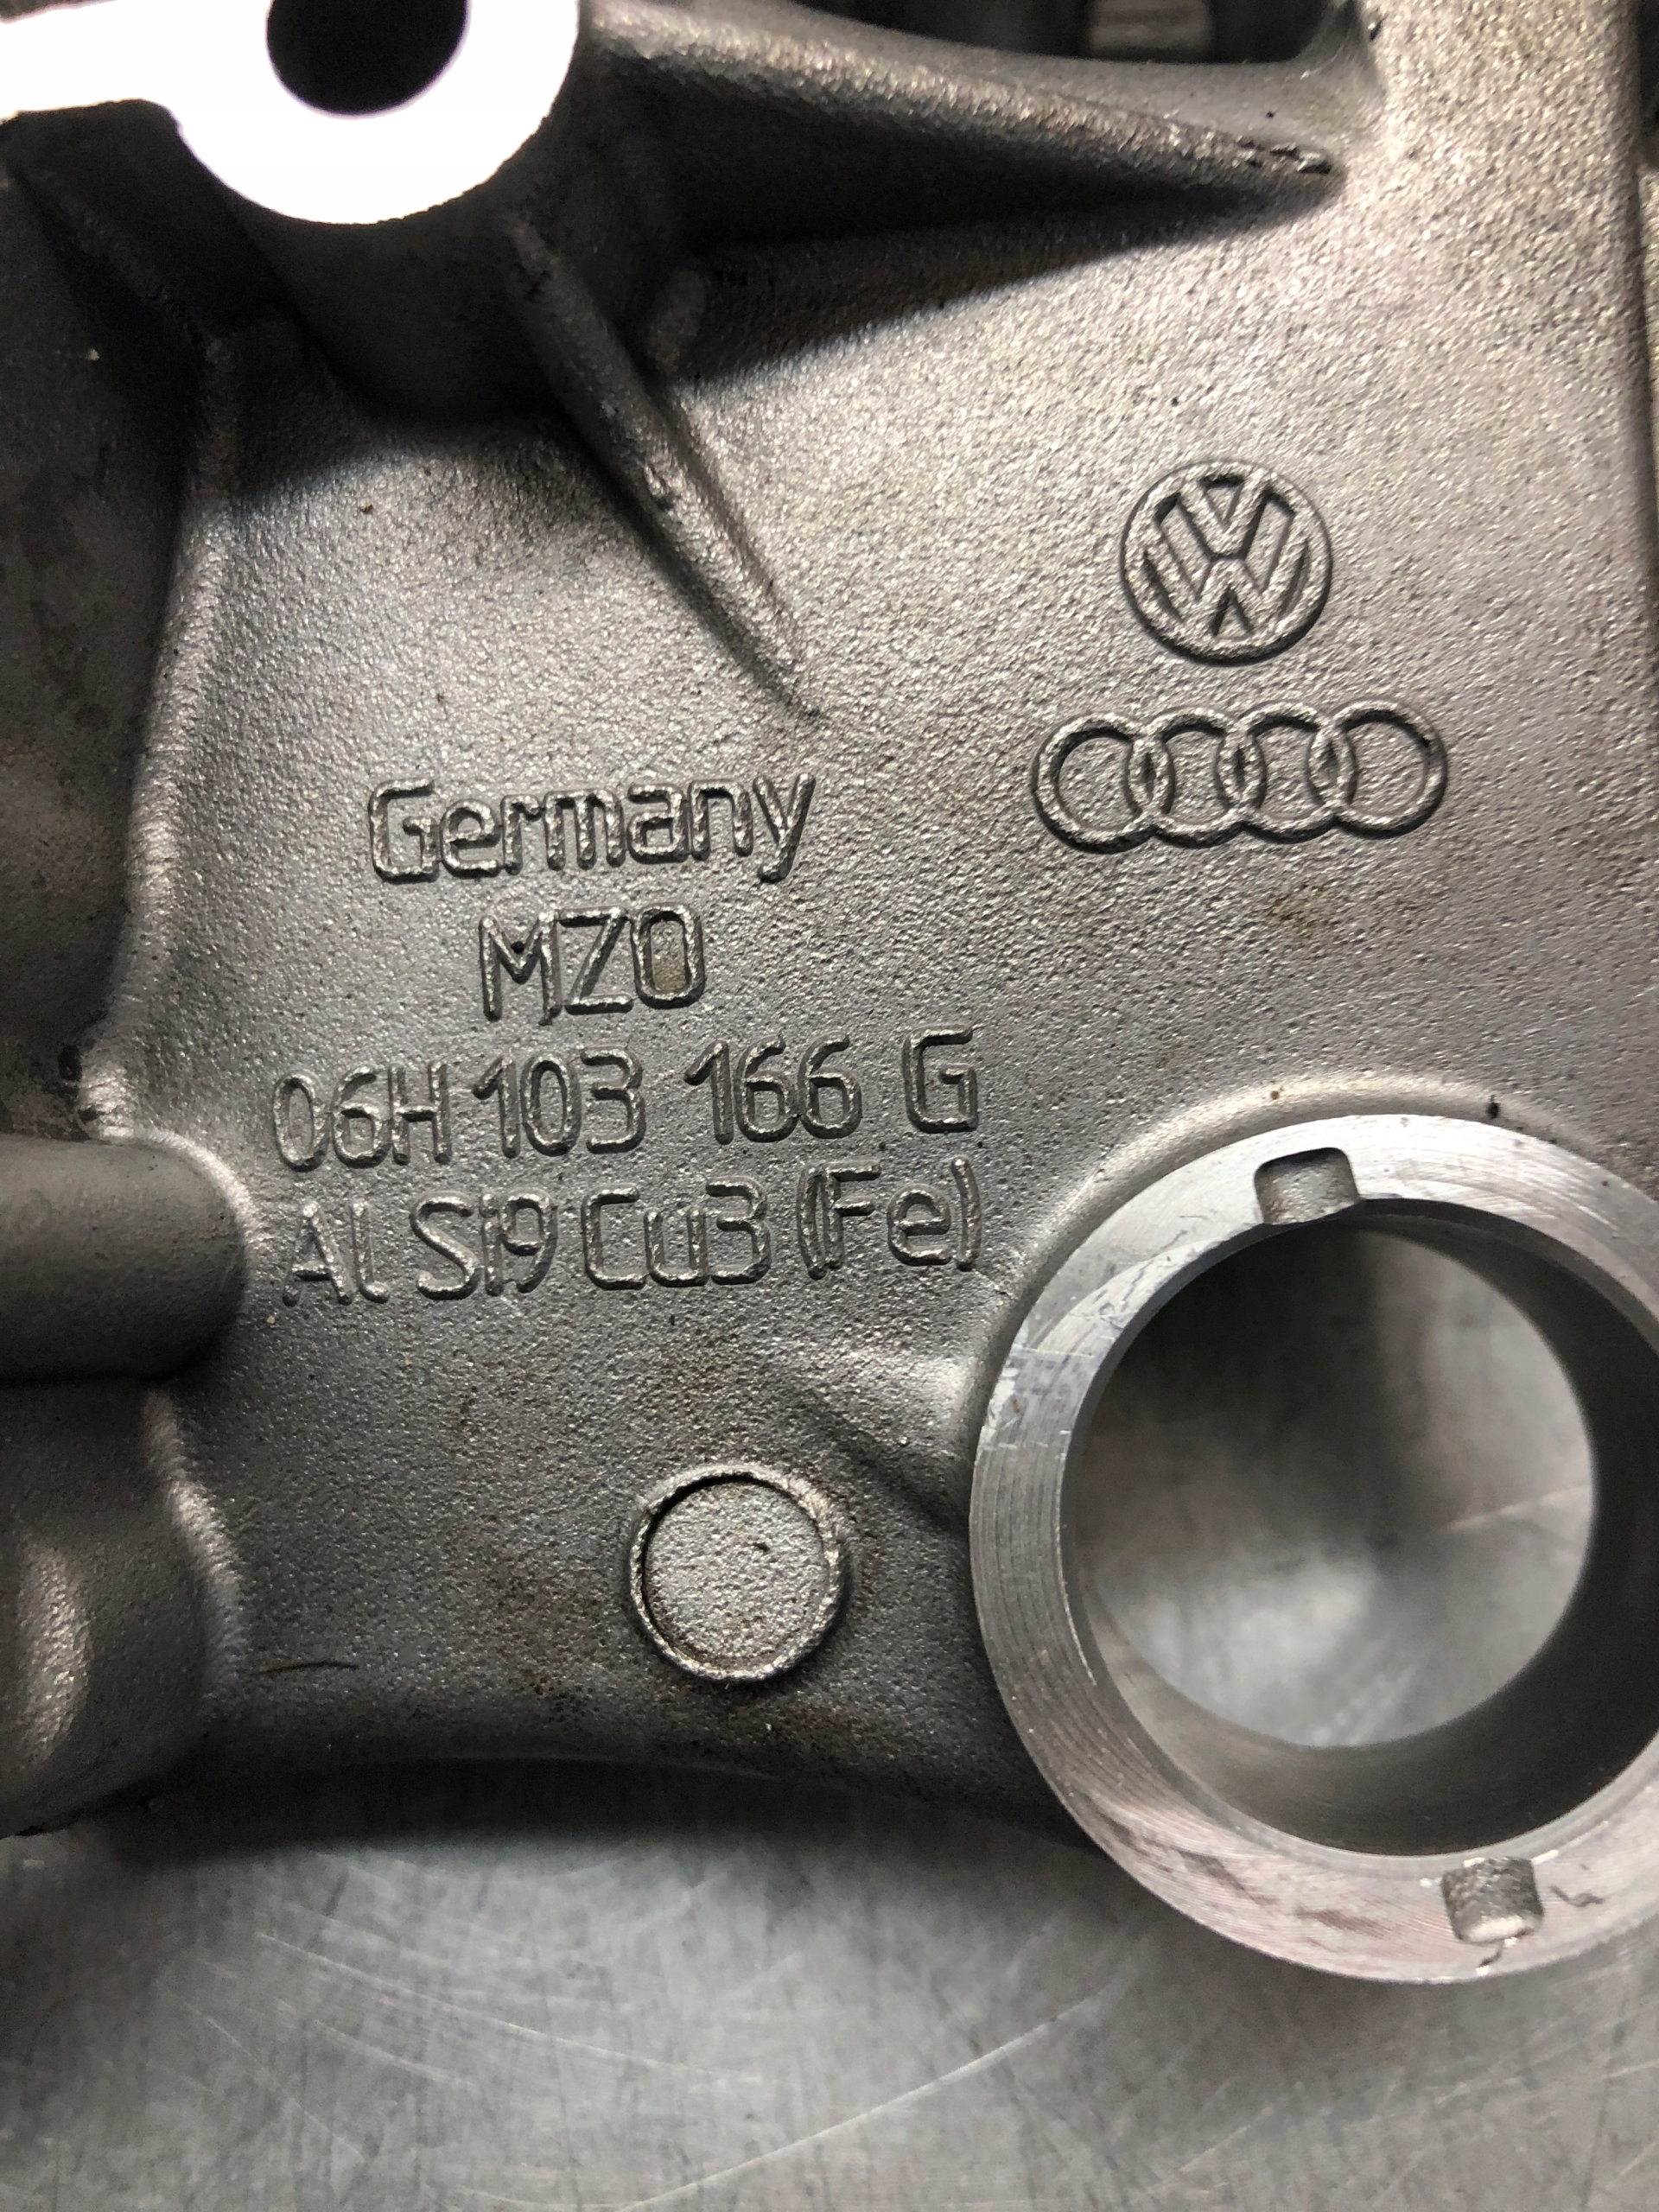 Germany
MZO
06H 103 166 G
Al Si9 Cu3 (Fe)